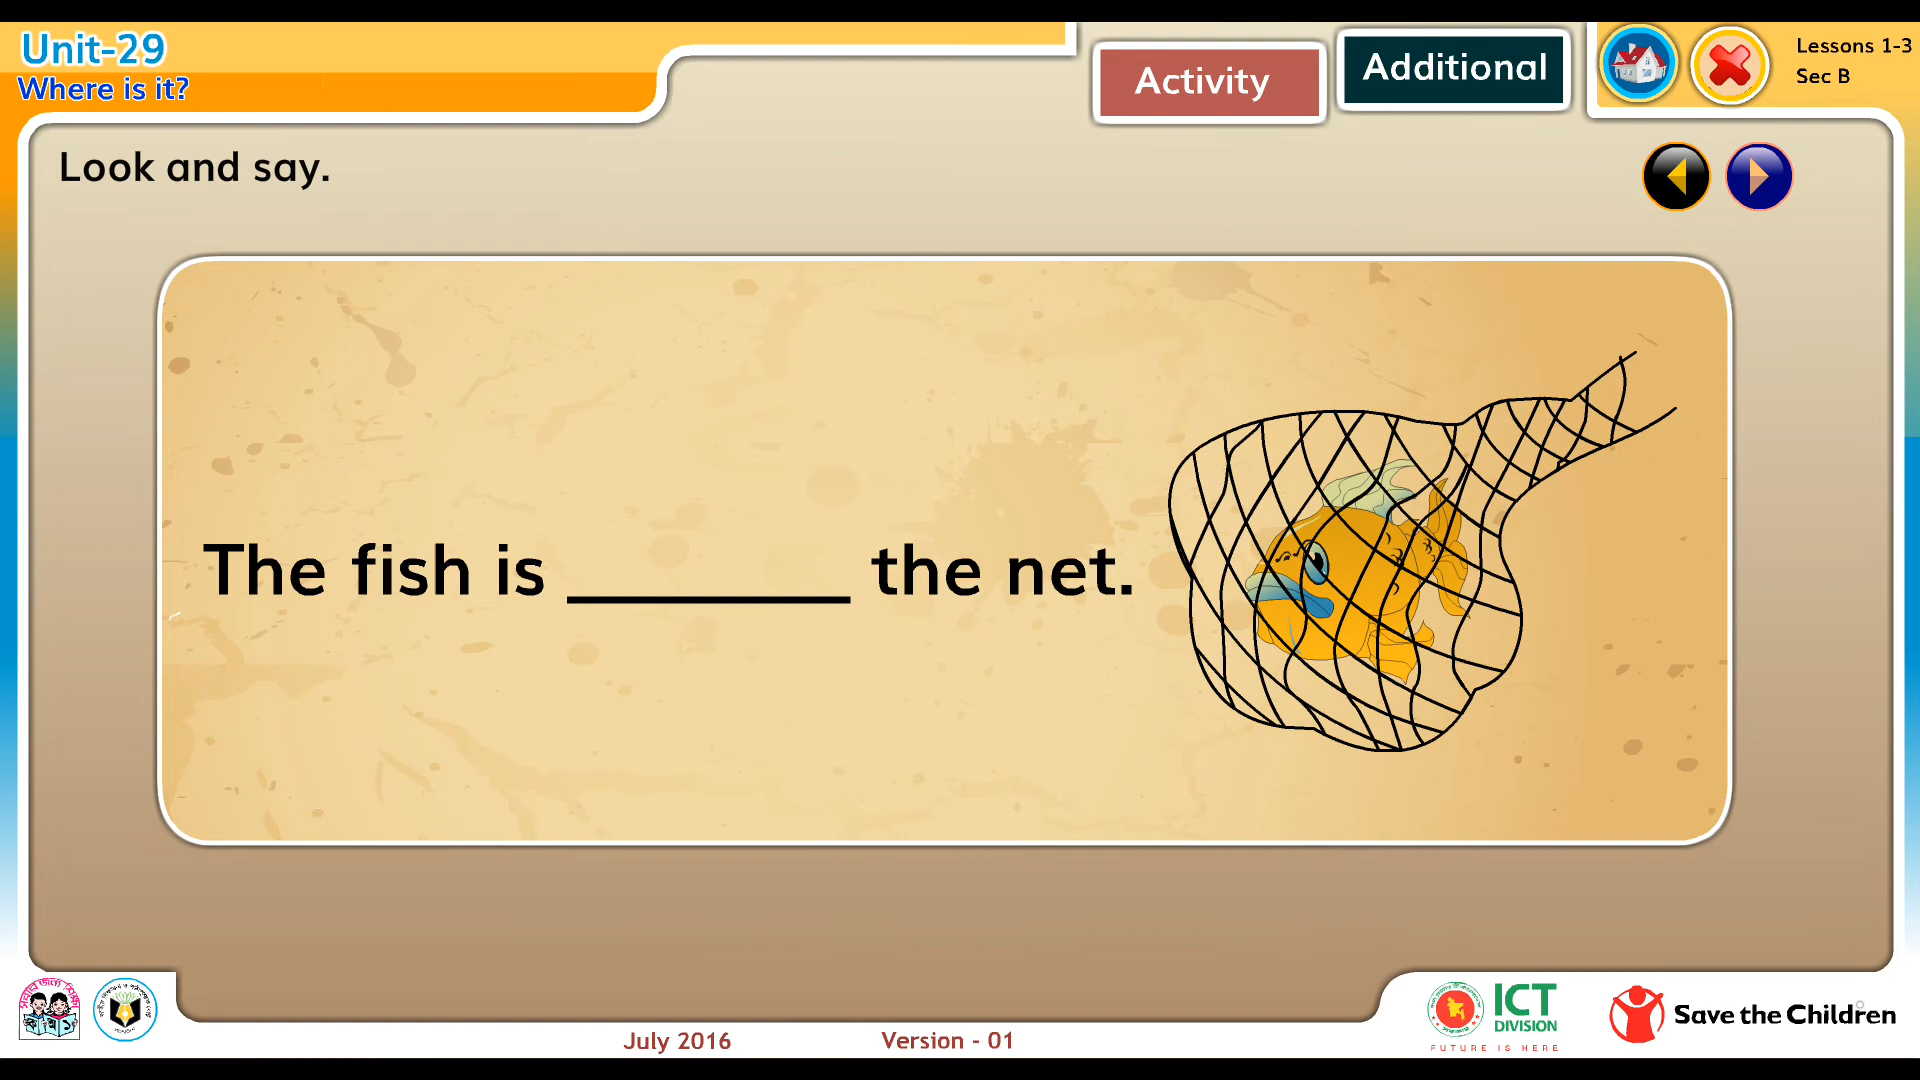 Unit-29
Where is it?
Activity
Additional
Lessons 1-3
Sec B
Look and say.
The fish is ________ the net.
July 2016
Version - 01
ICT
DIVISION
FUTURE IS HERE
Save the Children